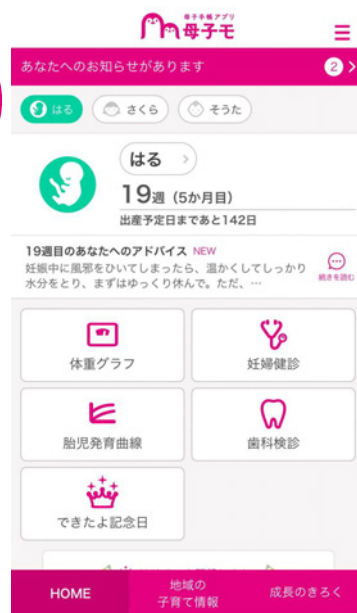 母子手帳アプリ
母子モ
あなたへのお知らせがあります 2
はる さくら そうた
はる
19週 (5か月目)
出産予定日まであと142日
19週目のあなたへのアドバイス NEW
妊娠中に風邪をひいてしまったら、温かくしてしっかり
水分をとり、まずはゆっくり休んで。ただ、…
続きを読む
体重グラフ 妊婦健診
胎児発育曲線 歯科検診
できたよ記念日
HOME
地域の
子育て情報
成長のきろく